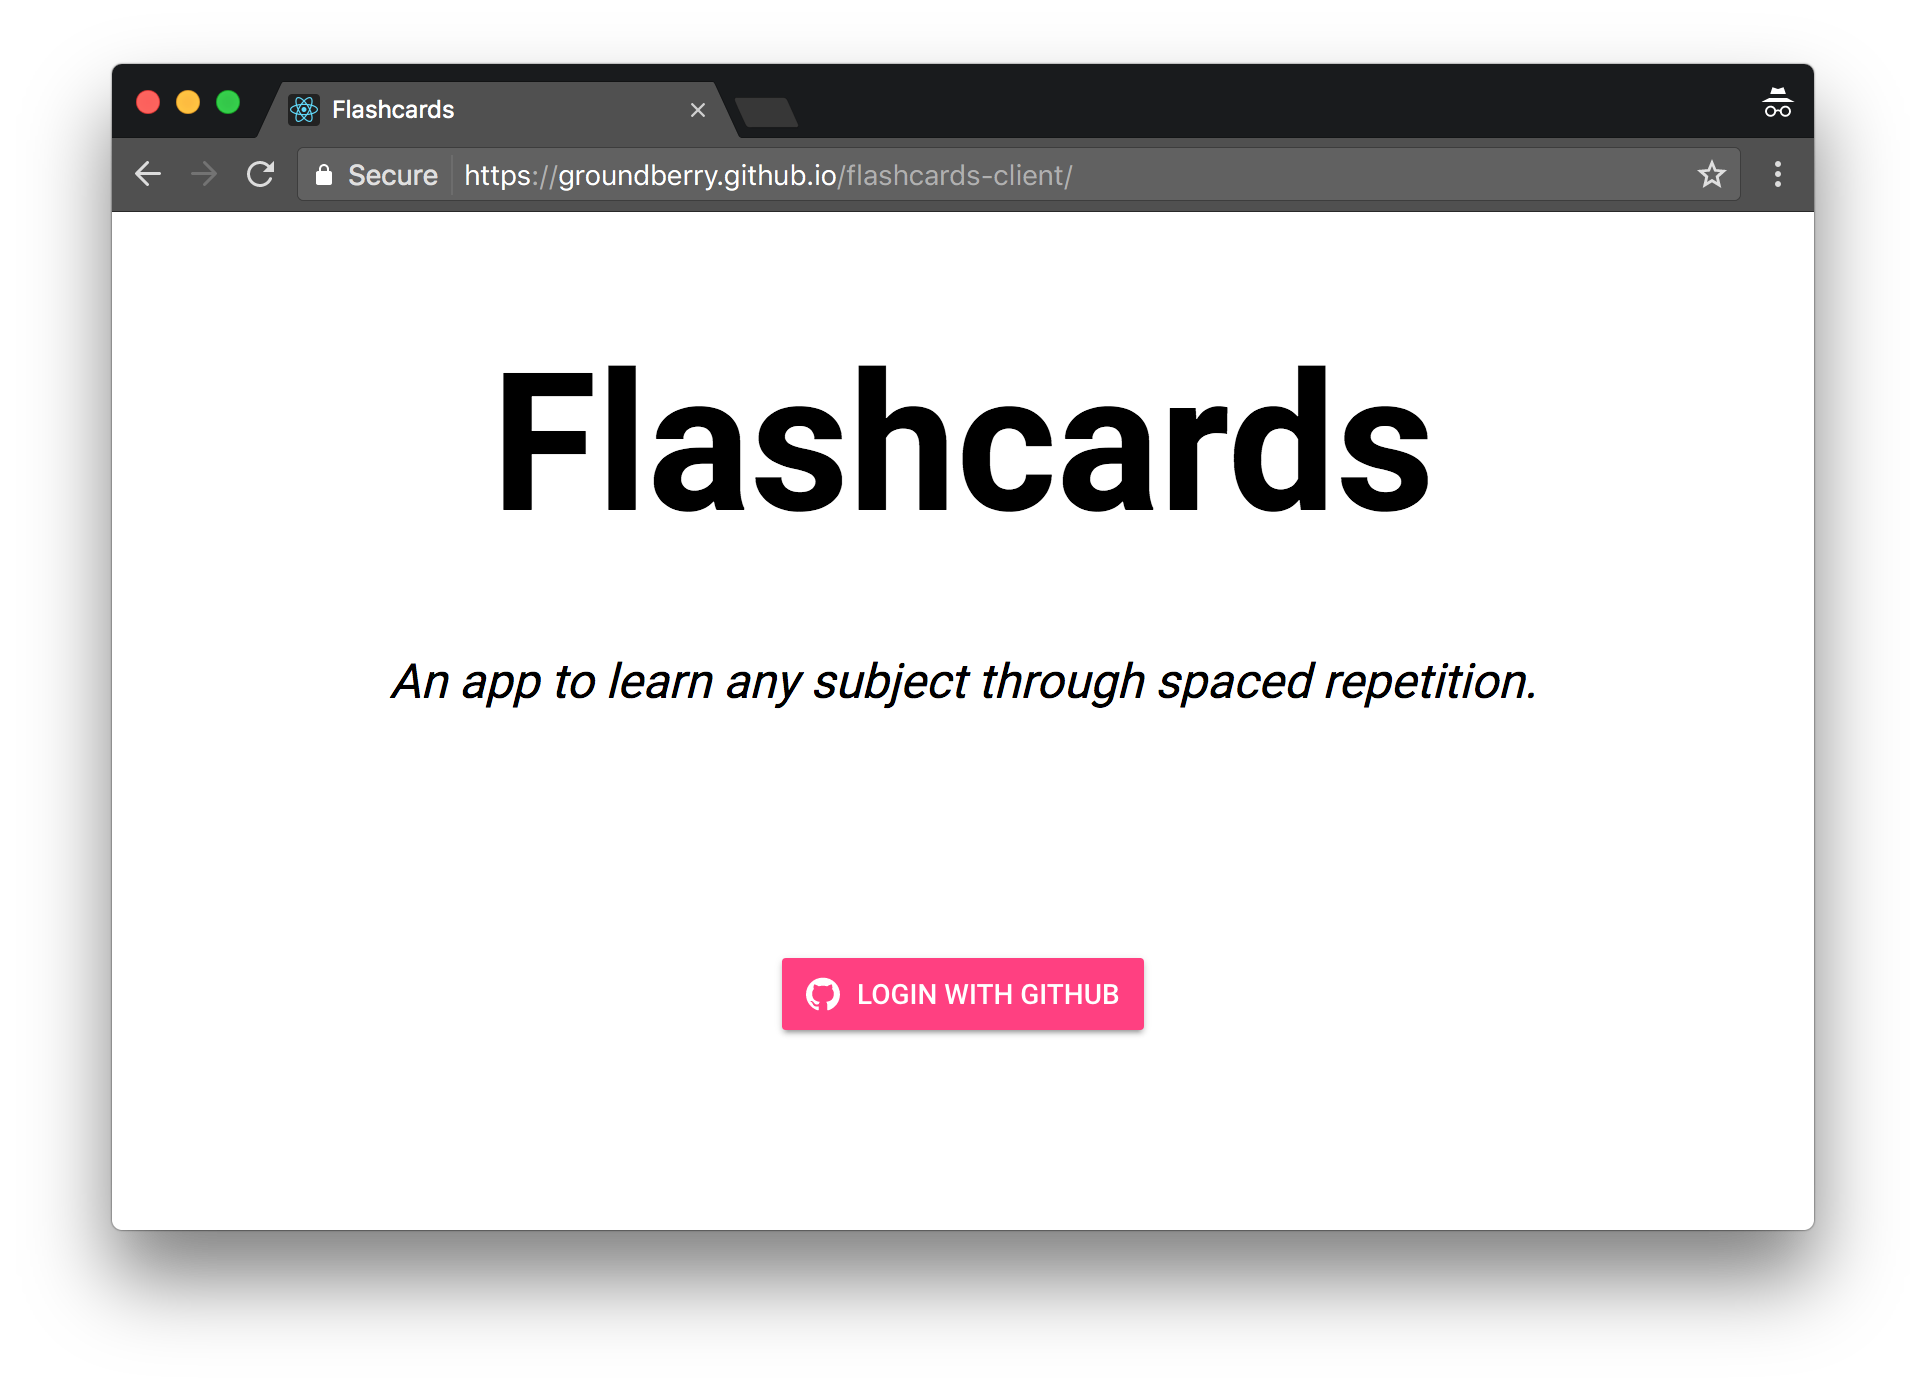 Flashcards
Secure https://groundberry.github.io/flashcards-client/
Flashcards
An app to learn any subject through spaced repetition.
LOGIN WITH GITHUB